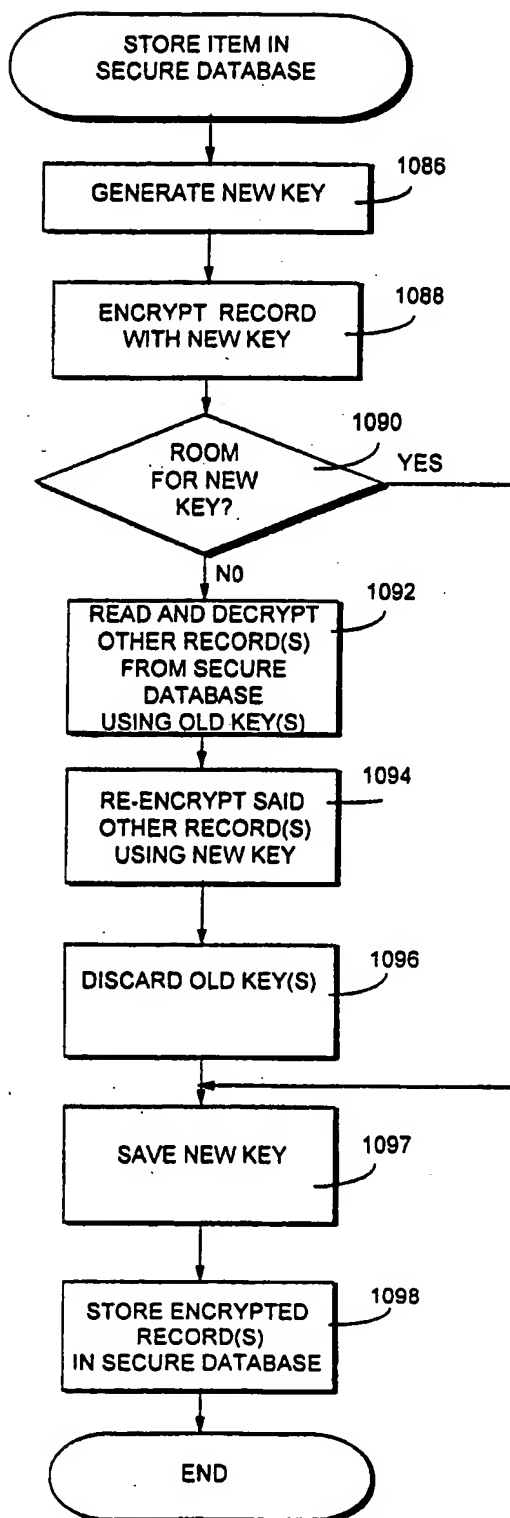 STORE ITEM IN
SECURE DATABASE
1086
GENERATE NEW KEY
1088
ENCRYPT RECORD
WITH NEW KEY
1090
ROOM
FOR NEW
KEY?
YES
NO
1092
READ AND DECRYPT
OTHER RECORD(S)
FROM SECURE
DATABASE
USING OLD KEY(S)
1094
RE-ENCRYPT SAID
OTHER RECORD(S)
USING NEW KEY
1096
DISCARD OLD KEY(S)
SAVE NEW KEY
1097
1098
STORE ENCRYPTED
RECORD(S)
IN SECURE DATABASE
END